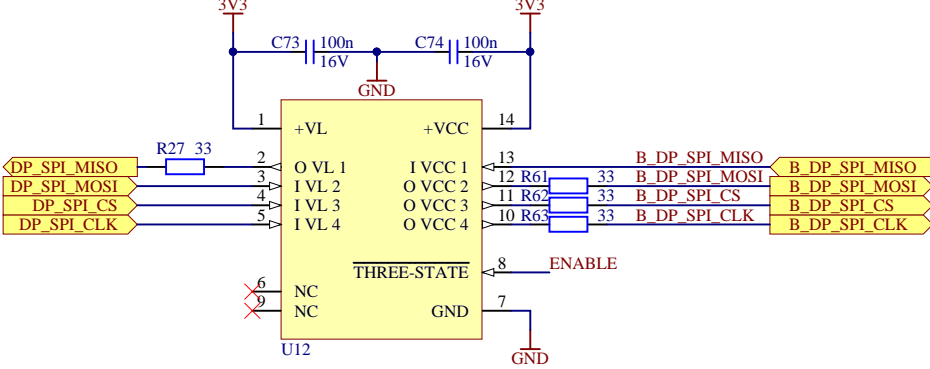 3V3 3V3
C73 100n C74 100n
16V 16V
GND
1 +VL +VCC 14
R27 33
DP_SPI_MISO 2 O VL 1 I VCC 1 13 B_DP_SPI_MISO B_DP_SPI_MISO
DP_SPI_MOSI 3 I VL 2 O VCC 2 12 R61 33 B_DP_SPI_MOSI B_DP_SPI_MOSI
DP_SPI_CS 4 I VL 3 O VCC 3 11 R62 33 B_DP_SPI_CS B_DP_SPI_CS
DP_SPI_CLK 5 I VL 4 O VCC 4 10 R63 33 B_DP_SPI_CLK B_DP_SPI_CLK
THREE-STATE 8 ENABLE
6 NC
9 NC GND 7
U12
GND